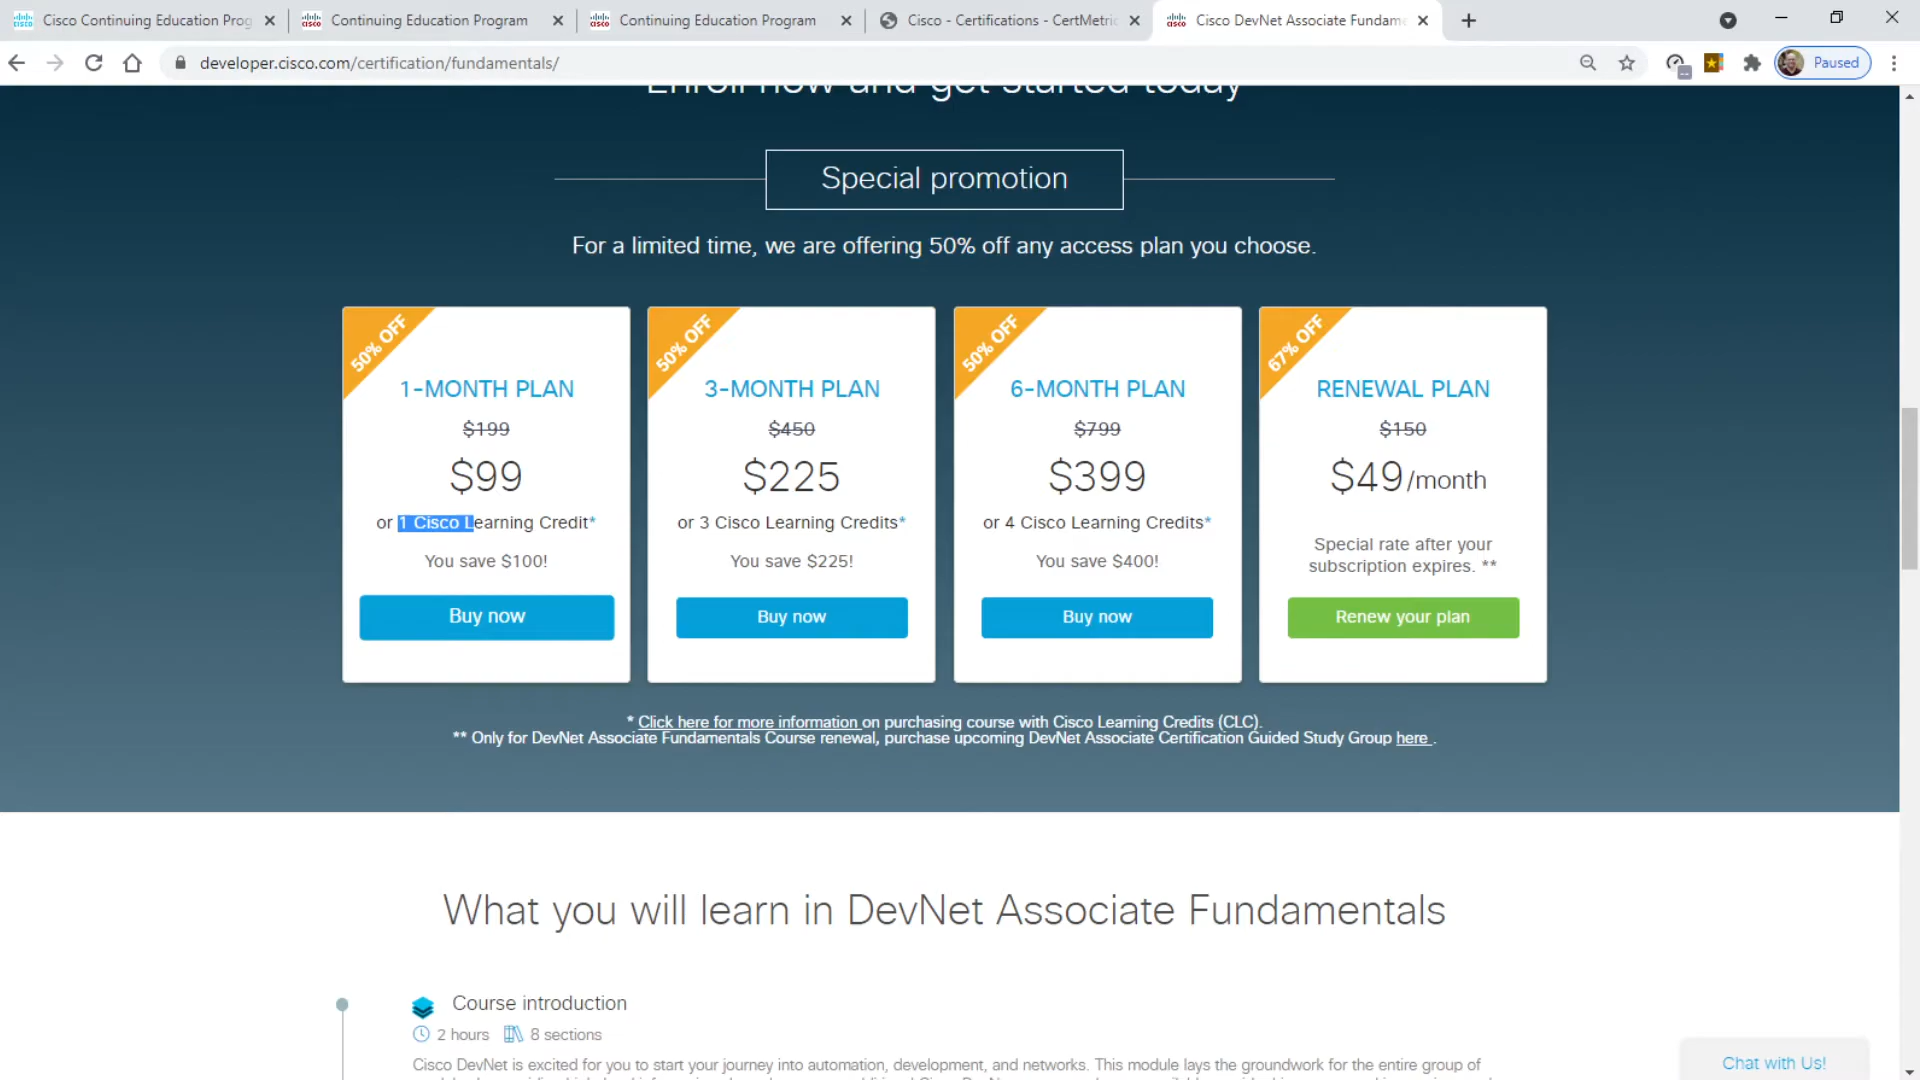 Cisco Continuing Education Prog
Continuing Education Program
Continuing Education Program
Cisco - Certifications - CertMetric
Cisco DevNet Associate Fundam
developer.cisco.com/certification/fundamentals/
Paused
Enroll now and get started today
Special promotion
For a limited time, we are offering 50% off any access plan you choose.
50% OFF
1-MONTH PLAN
$199
$99
or 1 Cisco Learning Credit*
You save $100!
Buy now
50% OFF
3-MONTH PLAN
$450
$225
or 3 Cisco Learning Credits*
You save $225!
Buy now
50% OFF
6-MONTH PLAN
$799
$399
or 4 Cisco Learning Credits*
You save $400!
Buy now
67% OFF
RENEWAL PLAN
$150
$49/month
Special rate after your
subscription expires. **
Renew your plan
* Click here for more information on purchasing course with Cisco Learning Credits (CLC).
** Only for DevNet Associate Fundamentals Course renewal, purchase upcoming DevNet Associate Certification Guided Study Group here .
What you will learn in DevNet Associate Fundamentals
Course introduction
2 hours 8 sections
Cisco DevNet is excited for you to start your journey into automation, development, and networks. This module lays the groundwork for the entire group of
Chat with Us!